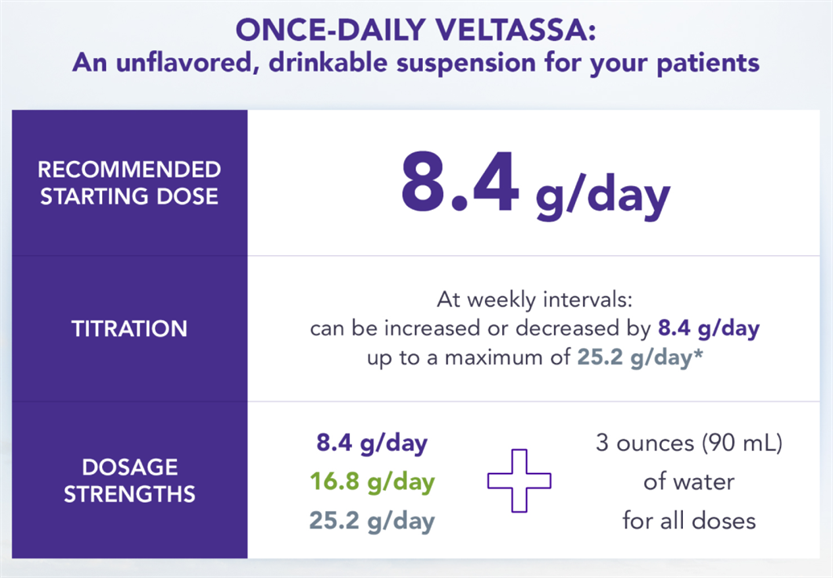 ONCE-DAILY VELTASSA:
An unflavored, drinkable suspension for your patients
RECOMMENDED
STARTING DOSE
8.4 g/day
TITRATION
At weekly intervals:
can be increased or decreased by 8.4 g/day
up to a maximum of 25.2 g/day*
DOSAGE
STRENGTHS
8.4 g/day
16.8 g/day
25.2 g/day
3 ounces (90 mL)
of water
for all doses